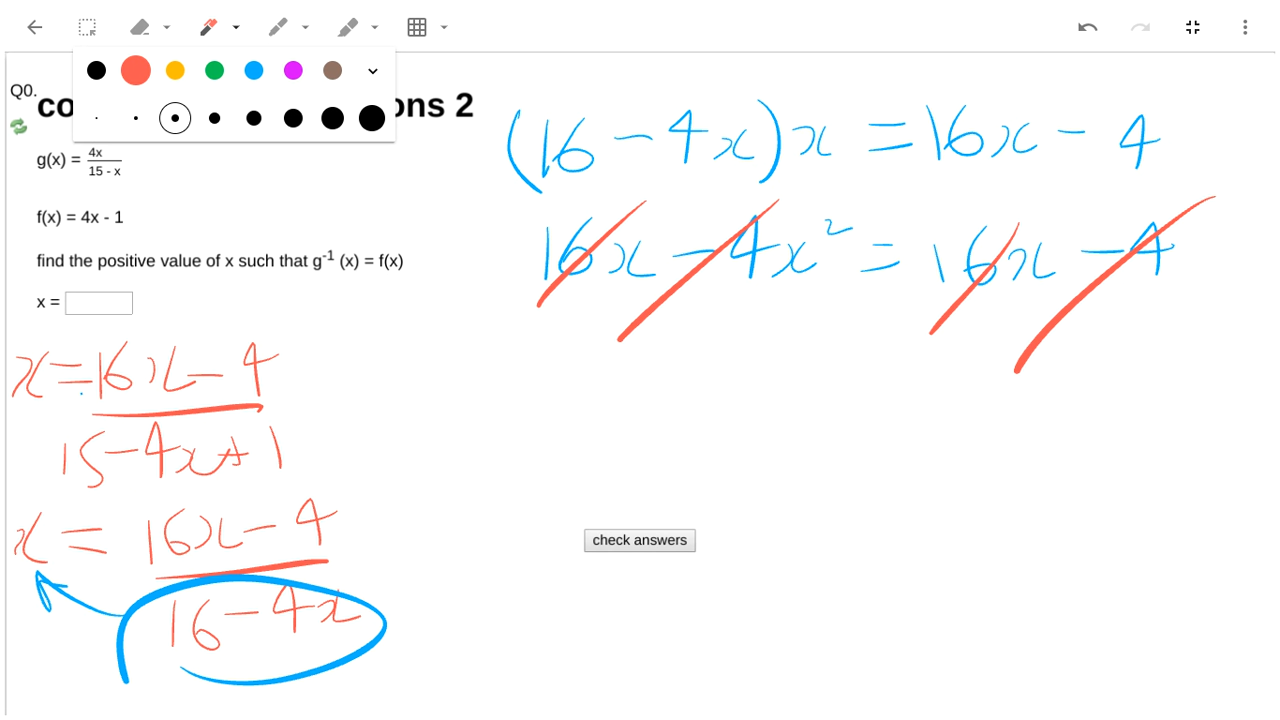 Q0.
co ons 2
g(x) = 4x / 15 - x
f(x) = 4x - 1
find the positive value of x such that g⁻¹ (x) = f(x)
x =
x = 16x - 4 / 15 - 4x + 1
x = 16x - 4 / 16 - 4x
(16 - 4x)x = 16x - 4
16x - 4x² = 16x - 4
check answers